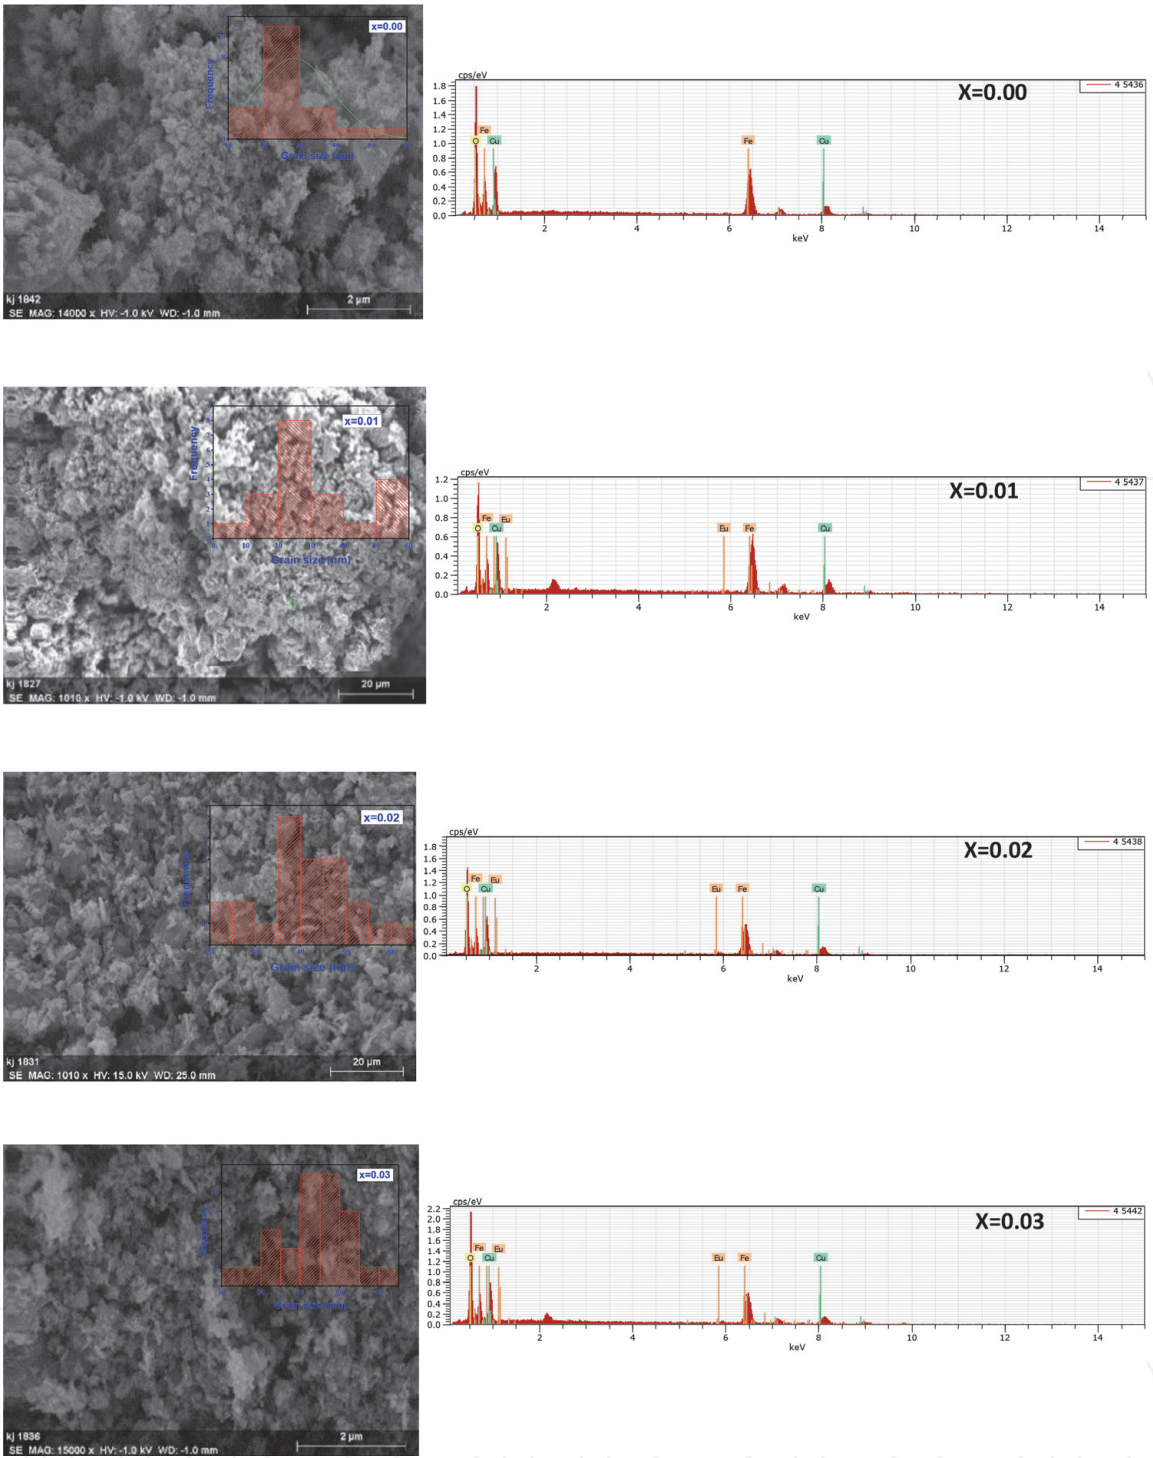 x=0.00
Frequency
Grain size (nm)
kj 1842
2 µm
SE MAG: 14000 x HV: -1.0 kV WD: -1.0 mm
cps/eV
X=0.00
4 5436
1.8
1.6
1.4
1.2
1.0
0.8
0.6
0.4
0.2
0.0
O Fe Cu Fe Cu
2 4 6 8 10 12 14
keV
x=0.01
Frequency
Grain size (nm)
kj 1827
20 µm
SE MAG: 1010 x HV: -1.0 kV WD: -1.0 mm
cps/eV
X=0.01
4 5437
1.2
1.0
0.8
0.6
0.4
0.2
0.0
O Fe Cu Eu Eu Fe Cu
2 4 6 8 10 12 14
keV
x=0.02
Frequency
Grain size (nm)
kj 1831
20 µm
SE MAG: 1010 x HV: 15.0 kV WD: 25.0 mm
cps/eV
X=0.02
4 5438
1.8
1.6
1.4
1.2
1.0
0.8
0.6
0.4
0.2
0.0
O Fe Cu Eu Eu Fe Cu
2 4 6 8 10 12 14
keV
x=0.03
Frequency
Grain size (nm)
kj 1836
2 µm
SE MAG: 15000 x HV: -1.0 kV WD: -1.0 mm
cps/eV
X=0.03
4 5442
2.2
2.0
1.8
1.6
1.4
1.2
1.0
0.8
0.6
0.4
0.2
0.0
O Fe Cu Eu Eu Fe Cu
2 4 6 8 10 12 14
keV